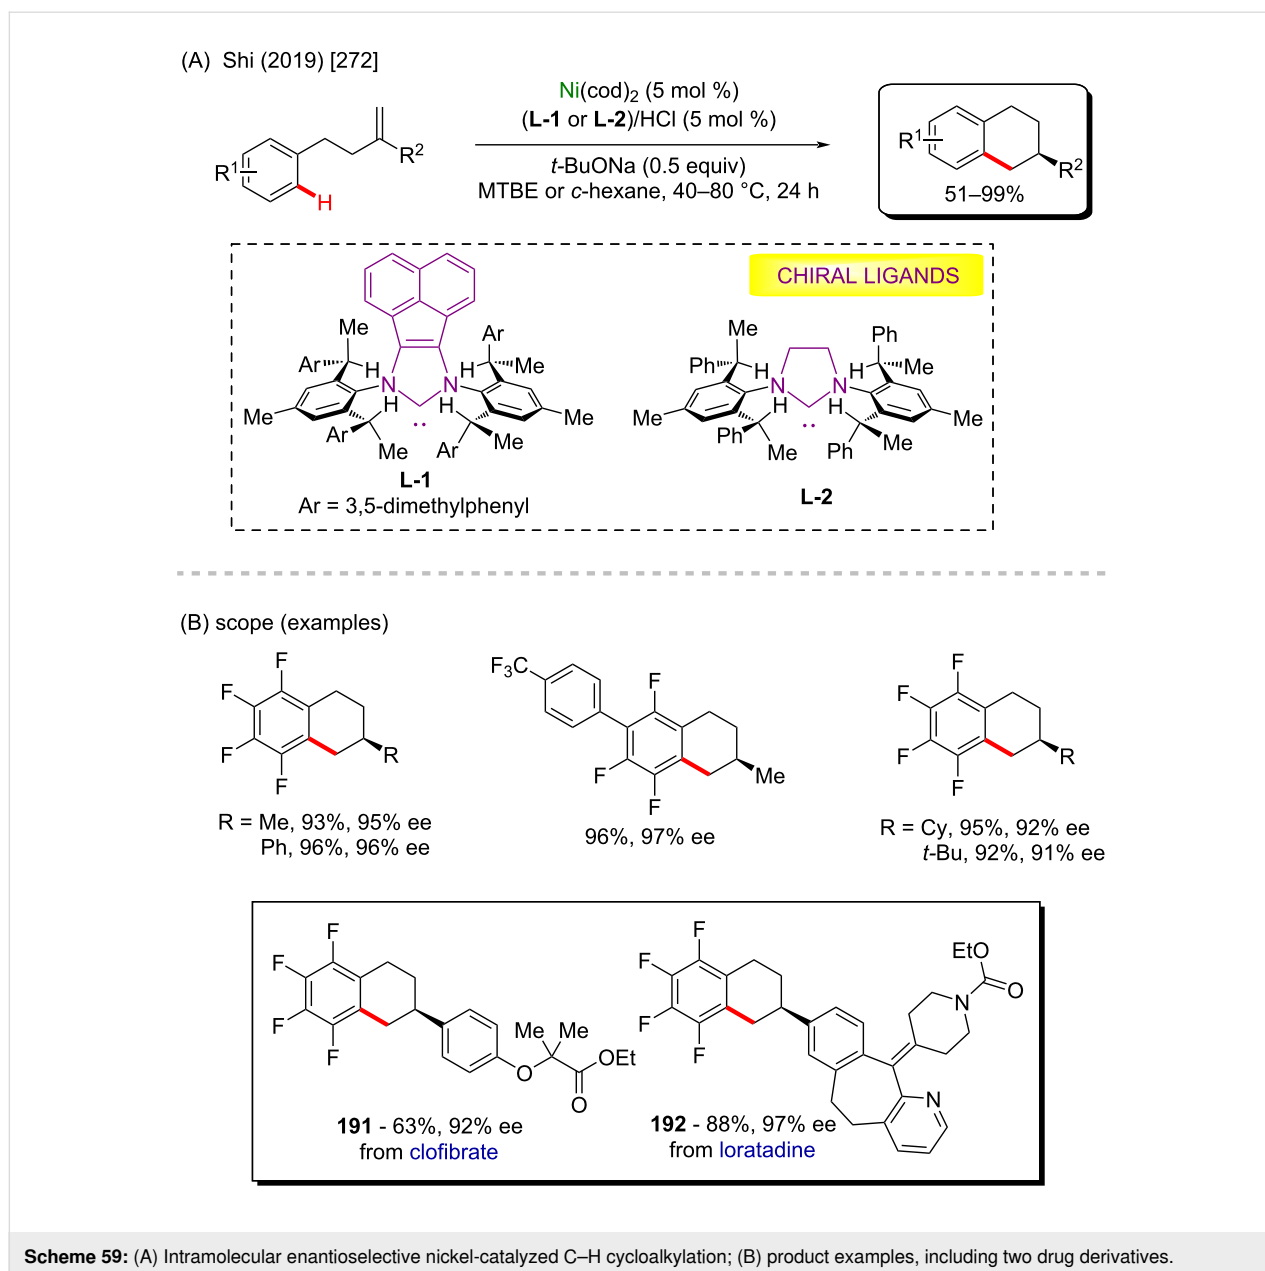 (A) Shi (2019) [272]
Ni(cod)2 (5 mol %)
(L-1 or L-2)/HCl (5 mol %)
t-BuONa (0.5 equiv)
MTBE or c-hexane, 40–80 °C, 24 h
R1
R2
H
R1
R2
51–99%
CHIRAL LIGANDS
Me
Ar
Ar
H
H
Me
N
N
Me
H
H
Me
Ar
Me
Ar
Me
L-1
Ar = 3,5-dimethylphenyl
Me
Ph
Ph
H
H
Me
N
N
Me
H
H
Me
Ph
Me
Ph
Me
L-2
(B) scope (examples)
F
F
F
F
R
R = Me, 93%, 95% ee
Ph, 96%, 96% ee
F3C
F
F
F
Me
96%, 97% ee
F
F
F
F
R
R = Cy, 95%, 92% ee
t-Bu, 92%, 91% ee
F
F
F
F
Me
Me
O
OEt
O
191 - 63%, 92% ee
from clofibrate
F
F
F
F
EtO
O
N
N
192 - 88%, 97% ee
from loratadine
Scheme 59: (A) Intramolecular enantioselective nickel-catalyzed C–H cycloalkylation; (B) product examples, including two drug derivatives.